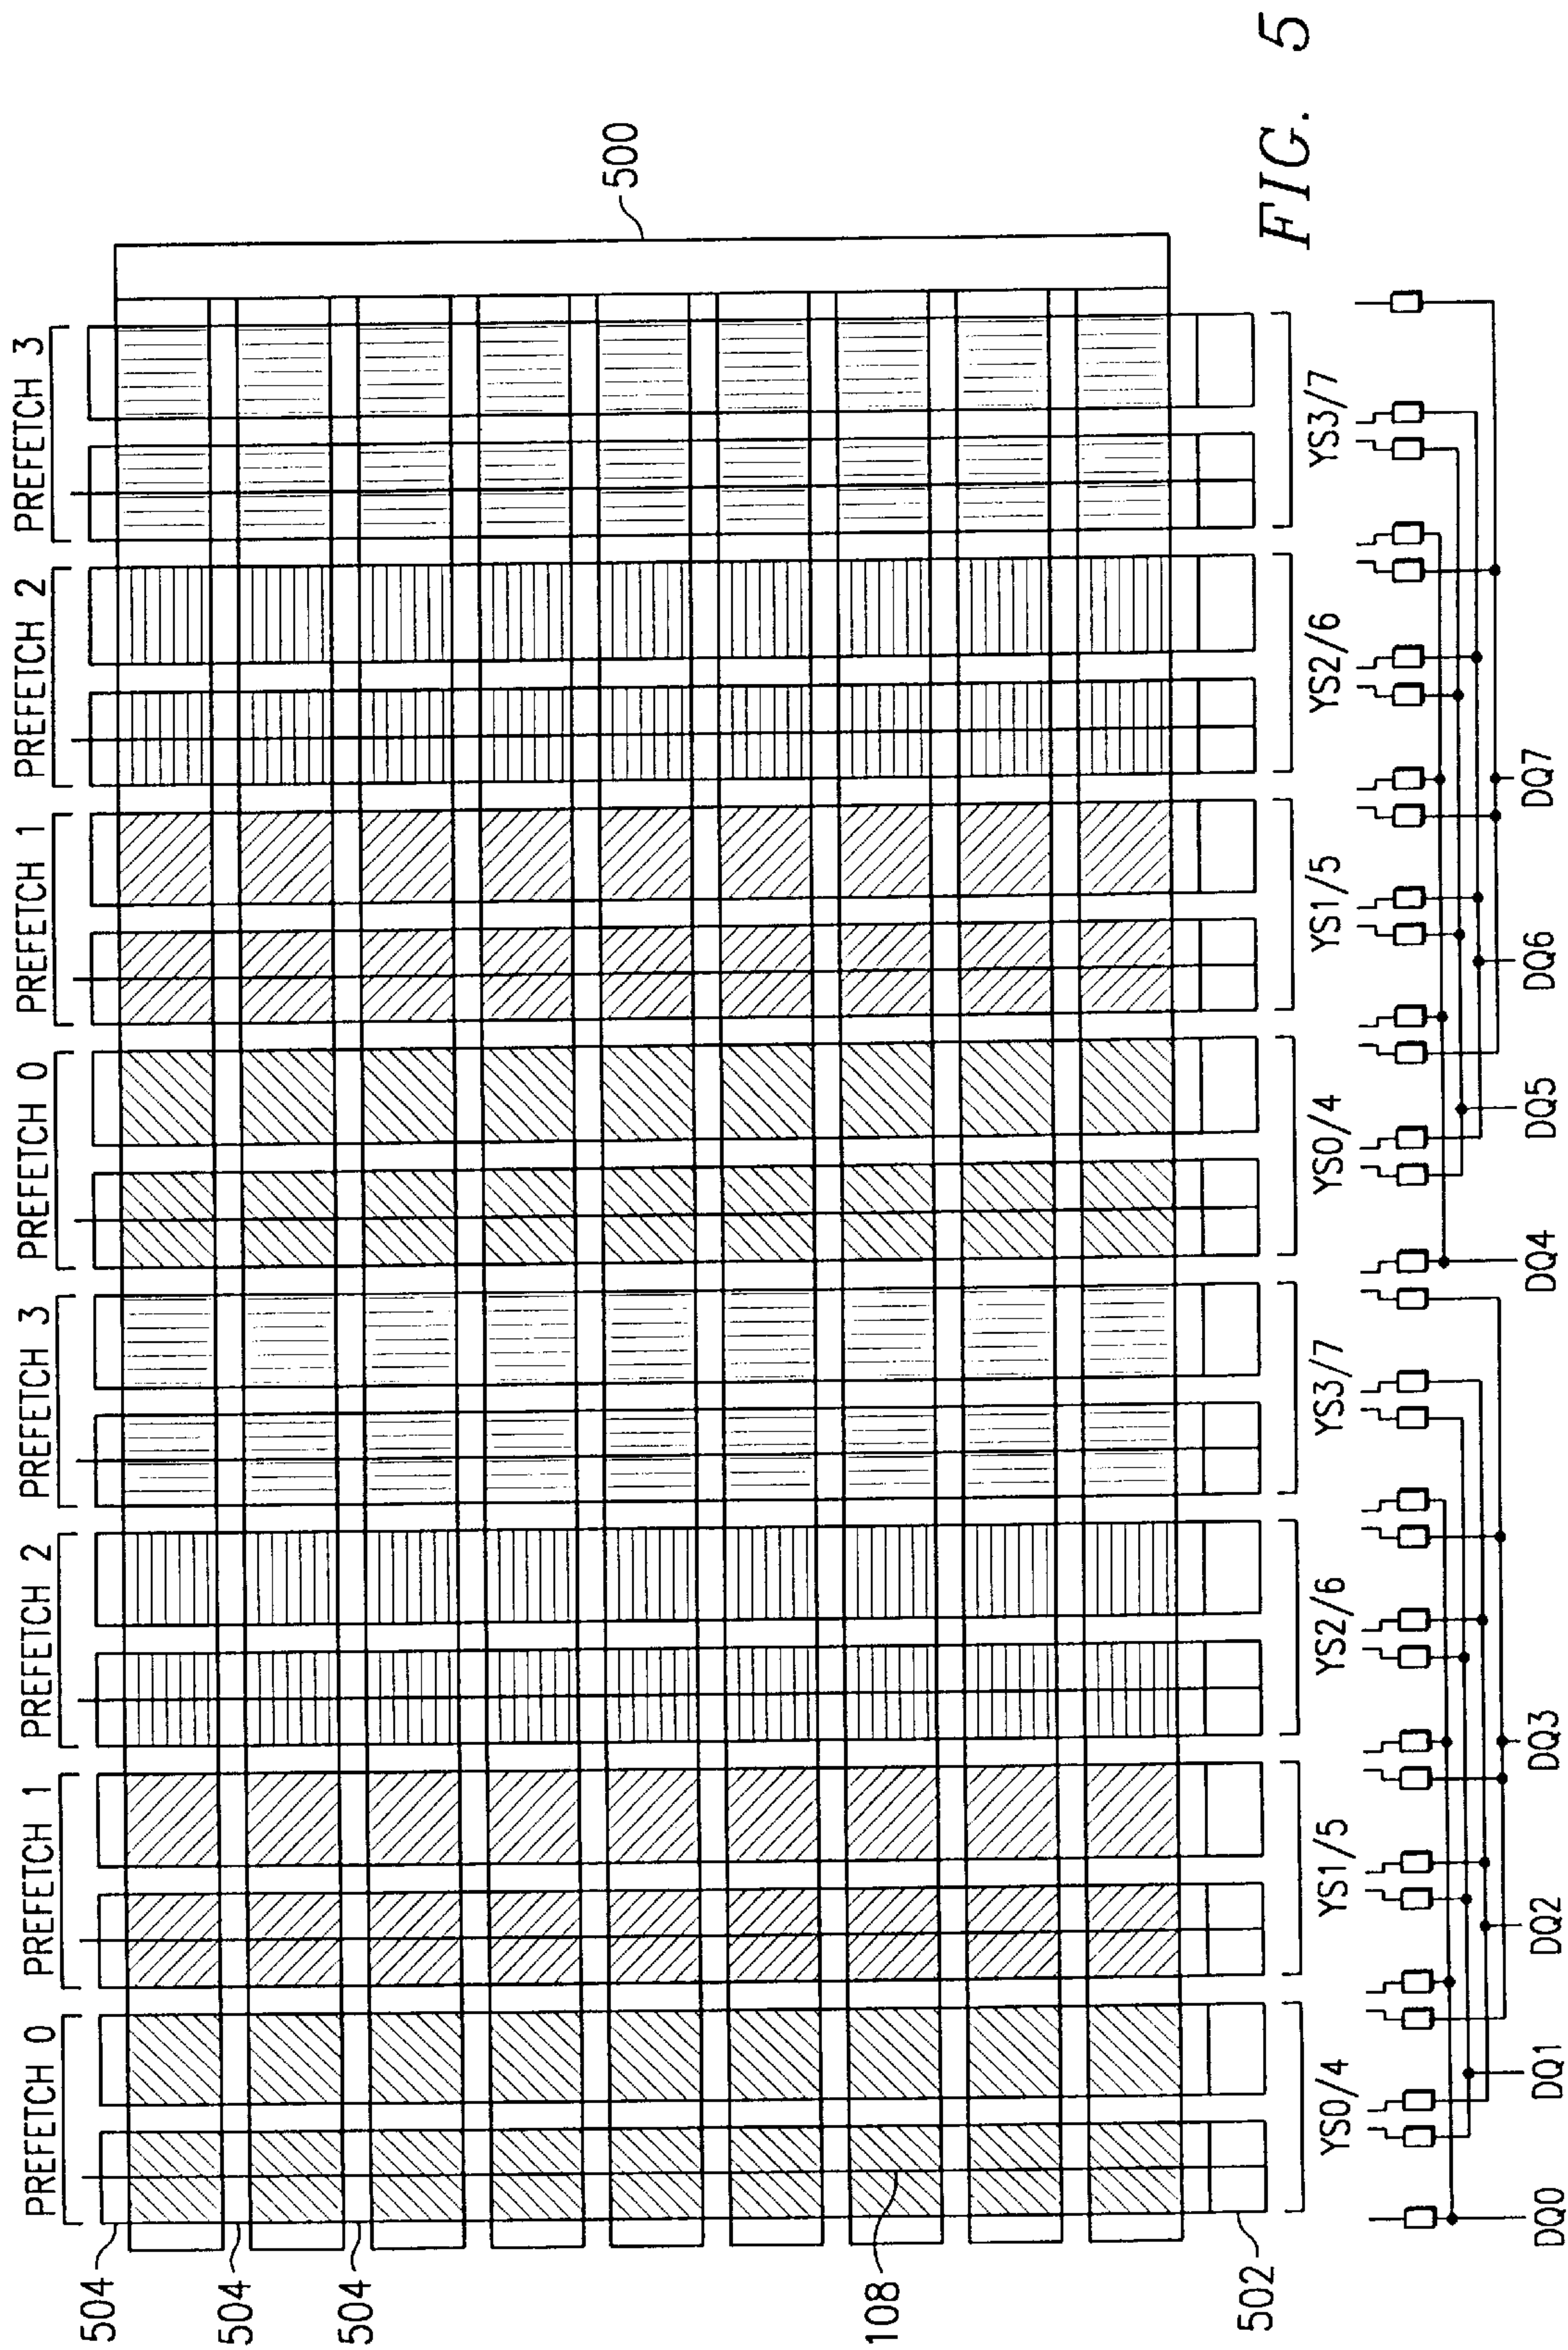 PREFETCH 0
PREFETCH 1
PREFETCH 2
PREFETCH 3
PREFETCH 0
PREFETCH 1
PREFETCH 2
PREFETCH 3
504
504
504
108
502
500
YS0/4
YS1/5
YS2/6
YS3/7
YS0/4
YS1/5
YS2/6
YS3/7
DQ0
DQ1
DQ2
DQ3
DQ4
DQ5
DQ6
DQ7
FIG. 5